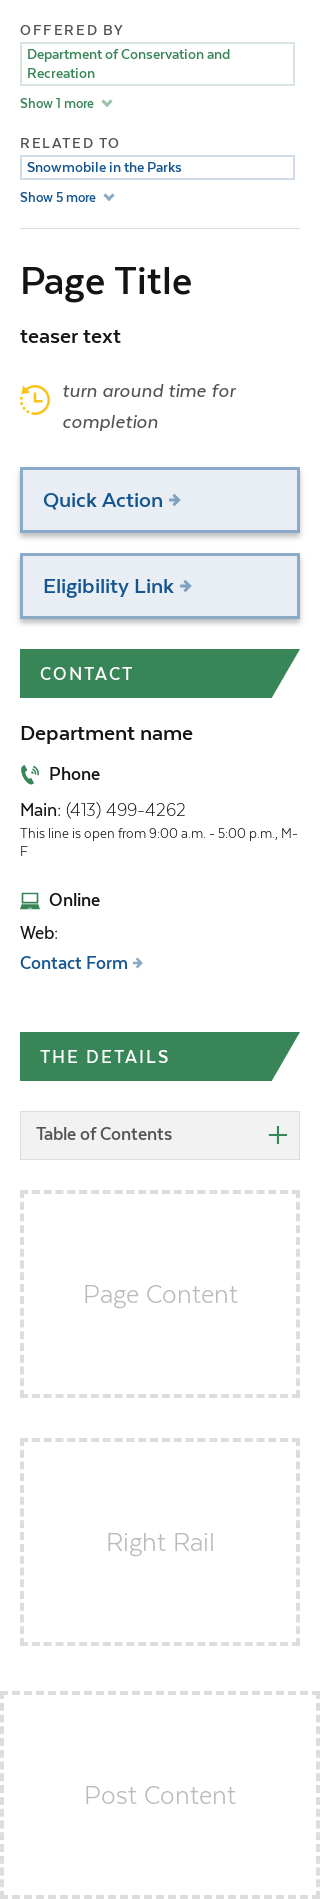 OFFERED BY
Department of Conservation and
Recreation
Show 1 more
RELATED TO
Snowmobile in the Parks
Show 5 more
Page Title
teaser text
turn around time for
completion
Quick Action
Eligibility Link
CONTACT
Department name
Phone
Main: (413) 499-4262
This line is open from 9:00 a.m. - 5:00 p.m., M-
F
Online
Web:
Contact Form
THE DETAILS
Table of Contents
Page Content
Right Rail
Post Content